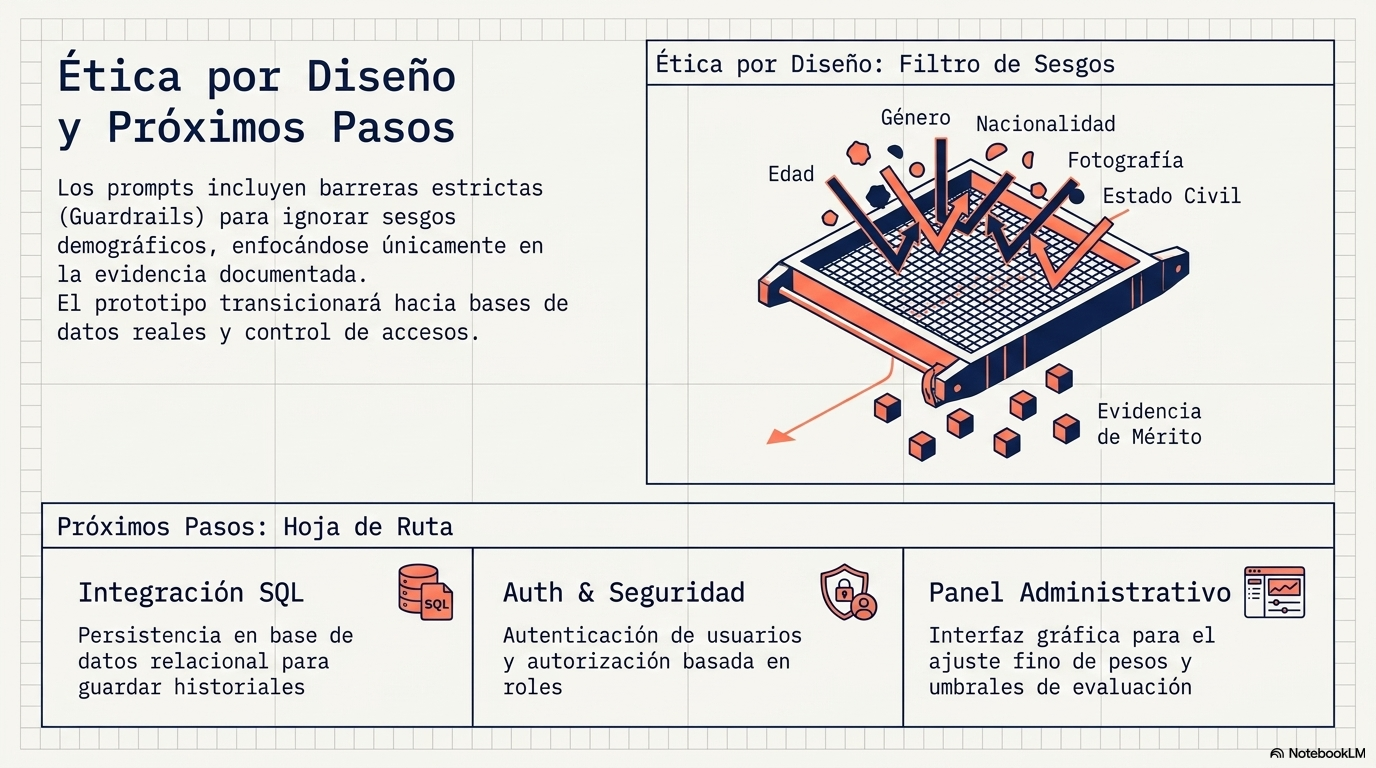 Ética por Diseño
y Próximos Pasos
Los prompts incluyen barreras estrictas
(Guardrails) para ignorar sesgos
demográficos, enfocándose únicamente en
la evidencia documentada.
El prototipo transicionará hacia bases de
datos reales y control de accesos.
Ética por Diseño: Filtro de Sesgos
Género
Nacionalidad
Edad
Fotografía
Estado Civil
Evidencia
de Mérito
Próximos Pasos: Hoja de Ruta
Integración SQL
SQL
Persistencia en base de
datos relacional para
guardar historiales
Auth & Seguridad
Autenticación de usuarios
y autorización basada en
roles
Panel Administrativo
Interfaz gráfica para el
ajuste fino de pesos y
umbrales de evaluación
NotebookLM